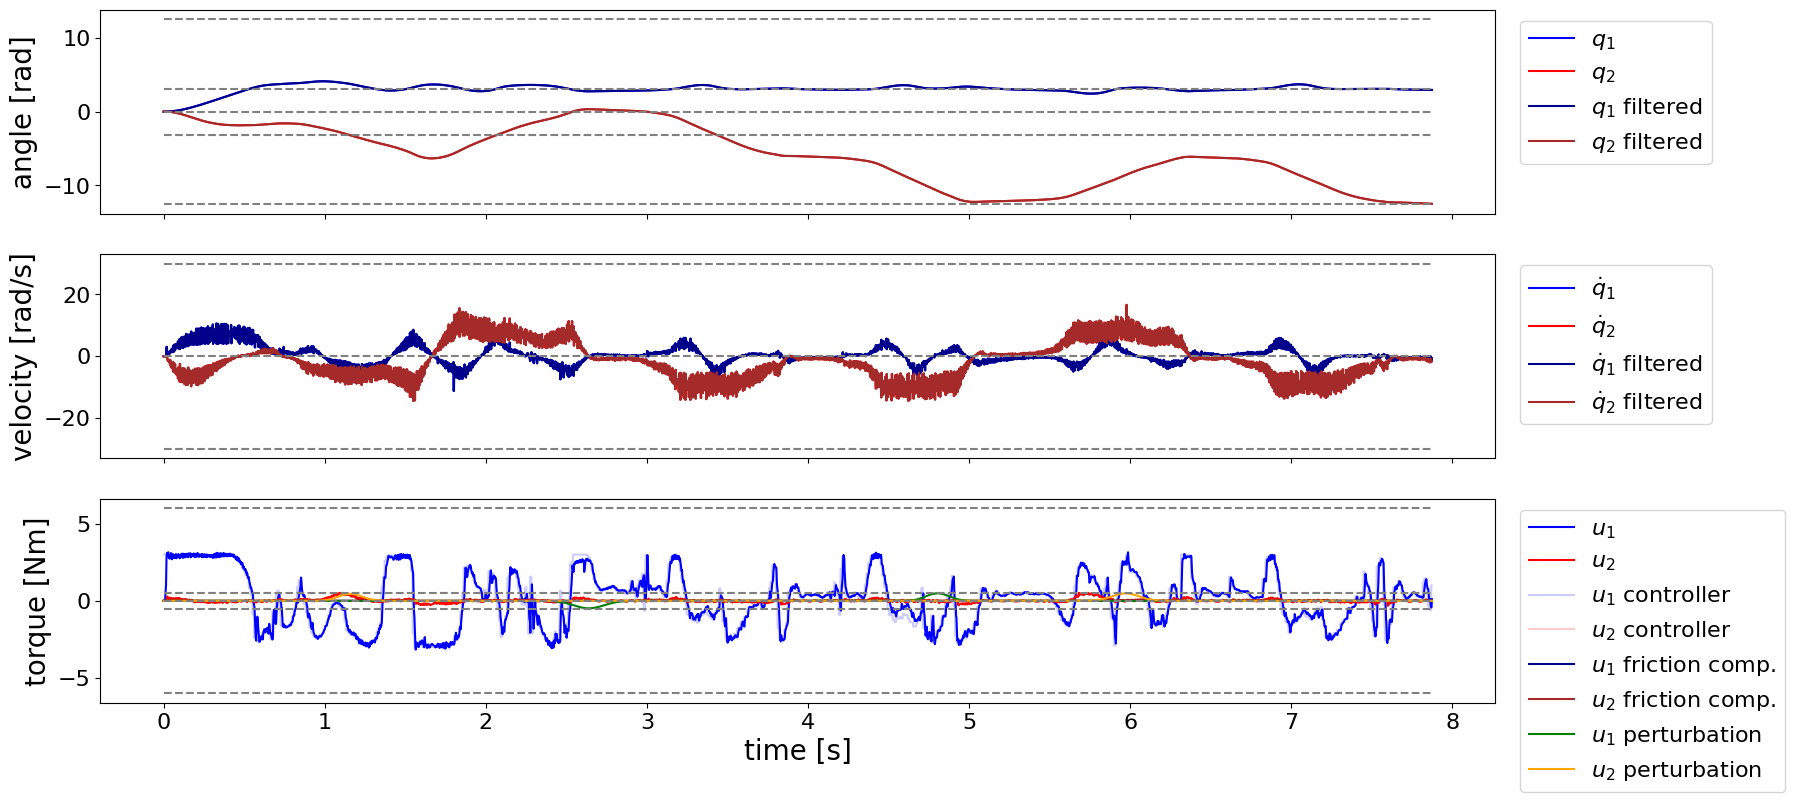 angle [rad]
10
0
−10
q₁
q₂
q₁ filtered
q₂ filtered
velocity [rad/s]
20
0
−20
q̇₁
q̇₂
q̇₁ filtered
q̇₂ filtered
torque [Nm]
5
0
−5
0 1 2 3 4 5 6 7 8
time [s]
u₁
u₂
u₁ controller
u₂ controller
u₁ friction comp.
u₂ friction comp.
u₁ perturbation
u₂ perturbation